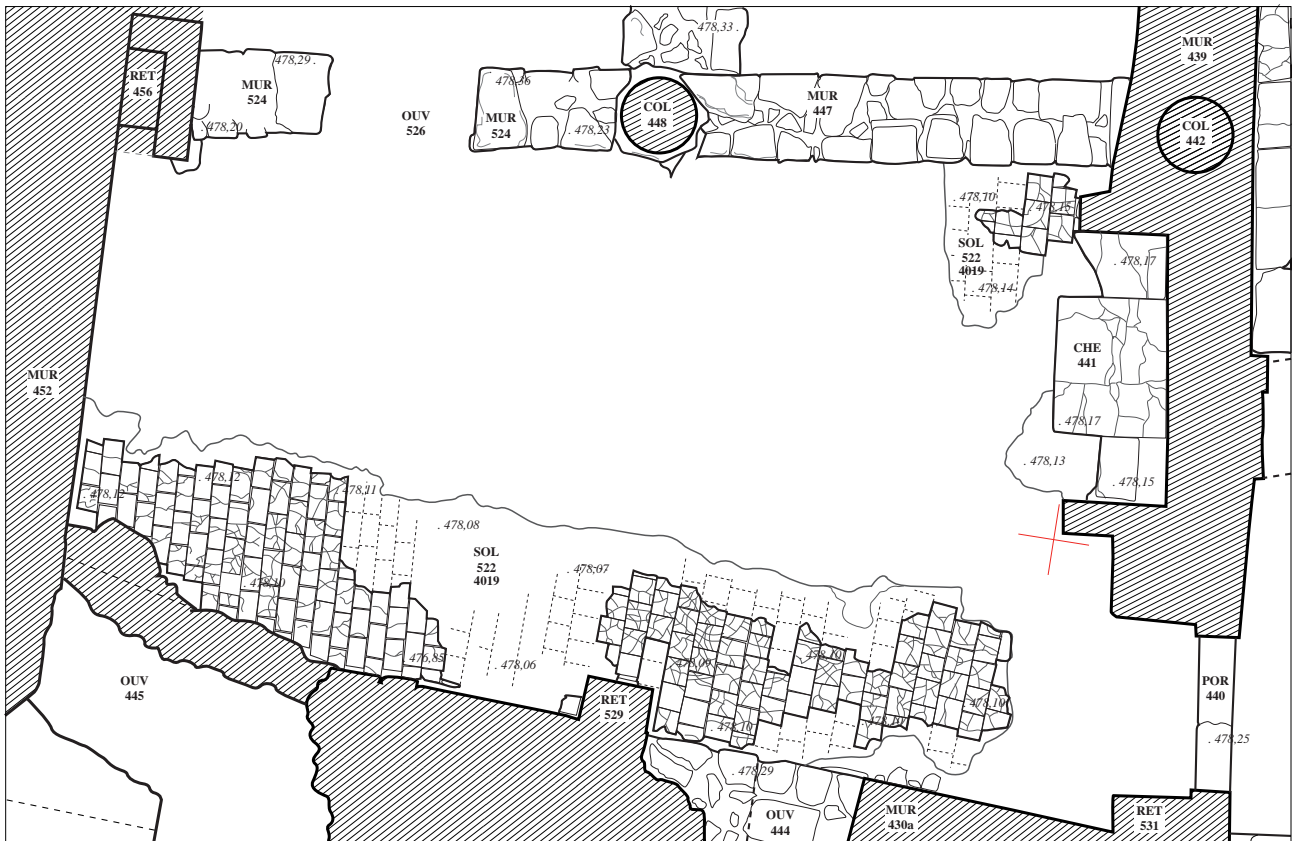 . 478,33 .
MUR
439
478,29 .
RET
456
MUR
524
478,36
MUR
447
COL
448
OUV
526
MUR
524
. 478,20
. 478,23
COL
442
. 478,10
. 478,16
SOL
522
4019
. 478,17
. 478,14
CHE
441
MUR
452
. 478,17
. 478,13
. 478,12
. 478,12
. 478,11
. 478,15
. 478,08
SOL
522
4019
. 478,07
. 478,10
476,85
. 478,06
. 478,09
. 478,10
OUV
445
RET
529
. 478,10
. 478,10
POR
440
. 478,10
. 478,25
. 478,29
OUV
444
MUR
430a
RET
531